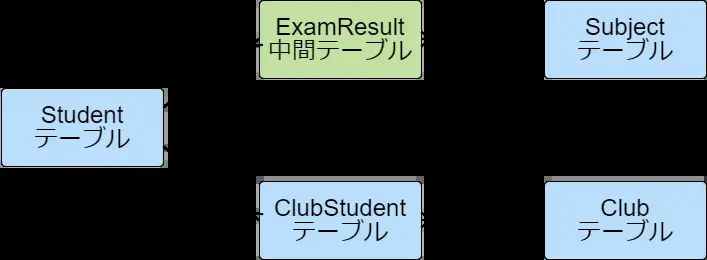 ExamResult
中間テーブル
Subject
テーブル
Student
テーブル
ClubStudent
テーブル
Club
テーブル